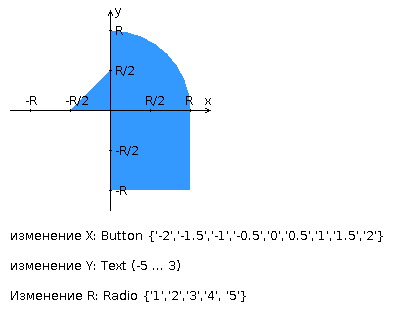 y
R
R/2
-R -R/2 R/2 R x
-R/2
-R
изменение X: Button {'-2','-1.5','-1','-0.5','0','0.5','1','1.5','2'}
изменение Y: Text (-5 ... 3)
Изменение R: Radio {'1','2','3','4', '5'}